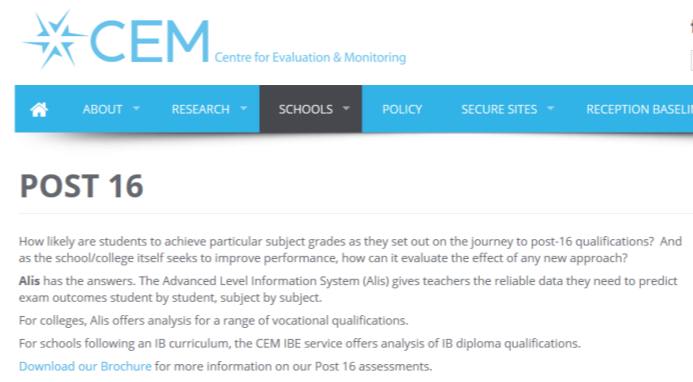 CEM Centre for Evaluation & Monitoring
ABOUT RESEARCH SCHOOLS POLICY SECURE SITES RECEPTION
POST 16
How likely are students to achieve particular subject grades as they set out on the journey to post-16 qualifications? And
as the school/college itself seeks to improve performance, how can it evaluate the effect of any new approach?
Alis has the answers. The Advanced Level Information System (Alis) gives teachers the reliable data they need to predict
exam outcomes student by student, subject by subject.
For colleges, Alis offers analysis for a range of vocational qualifications.
For schools following an IB curriculum, the CEM IBE service offers analysis of IB diploma qualifications.
Download our Brochure for more information on our Post 16 assessments.